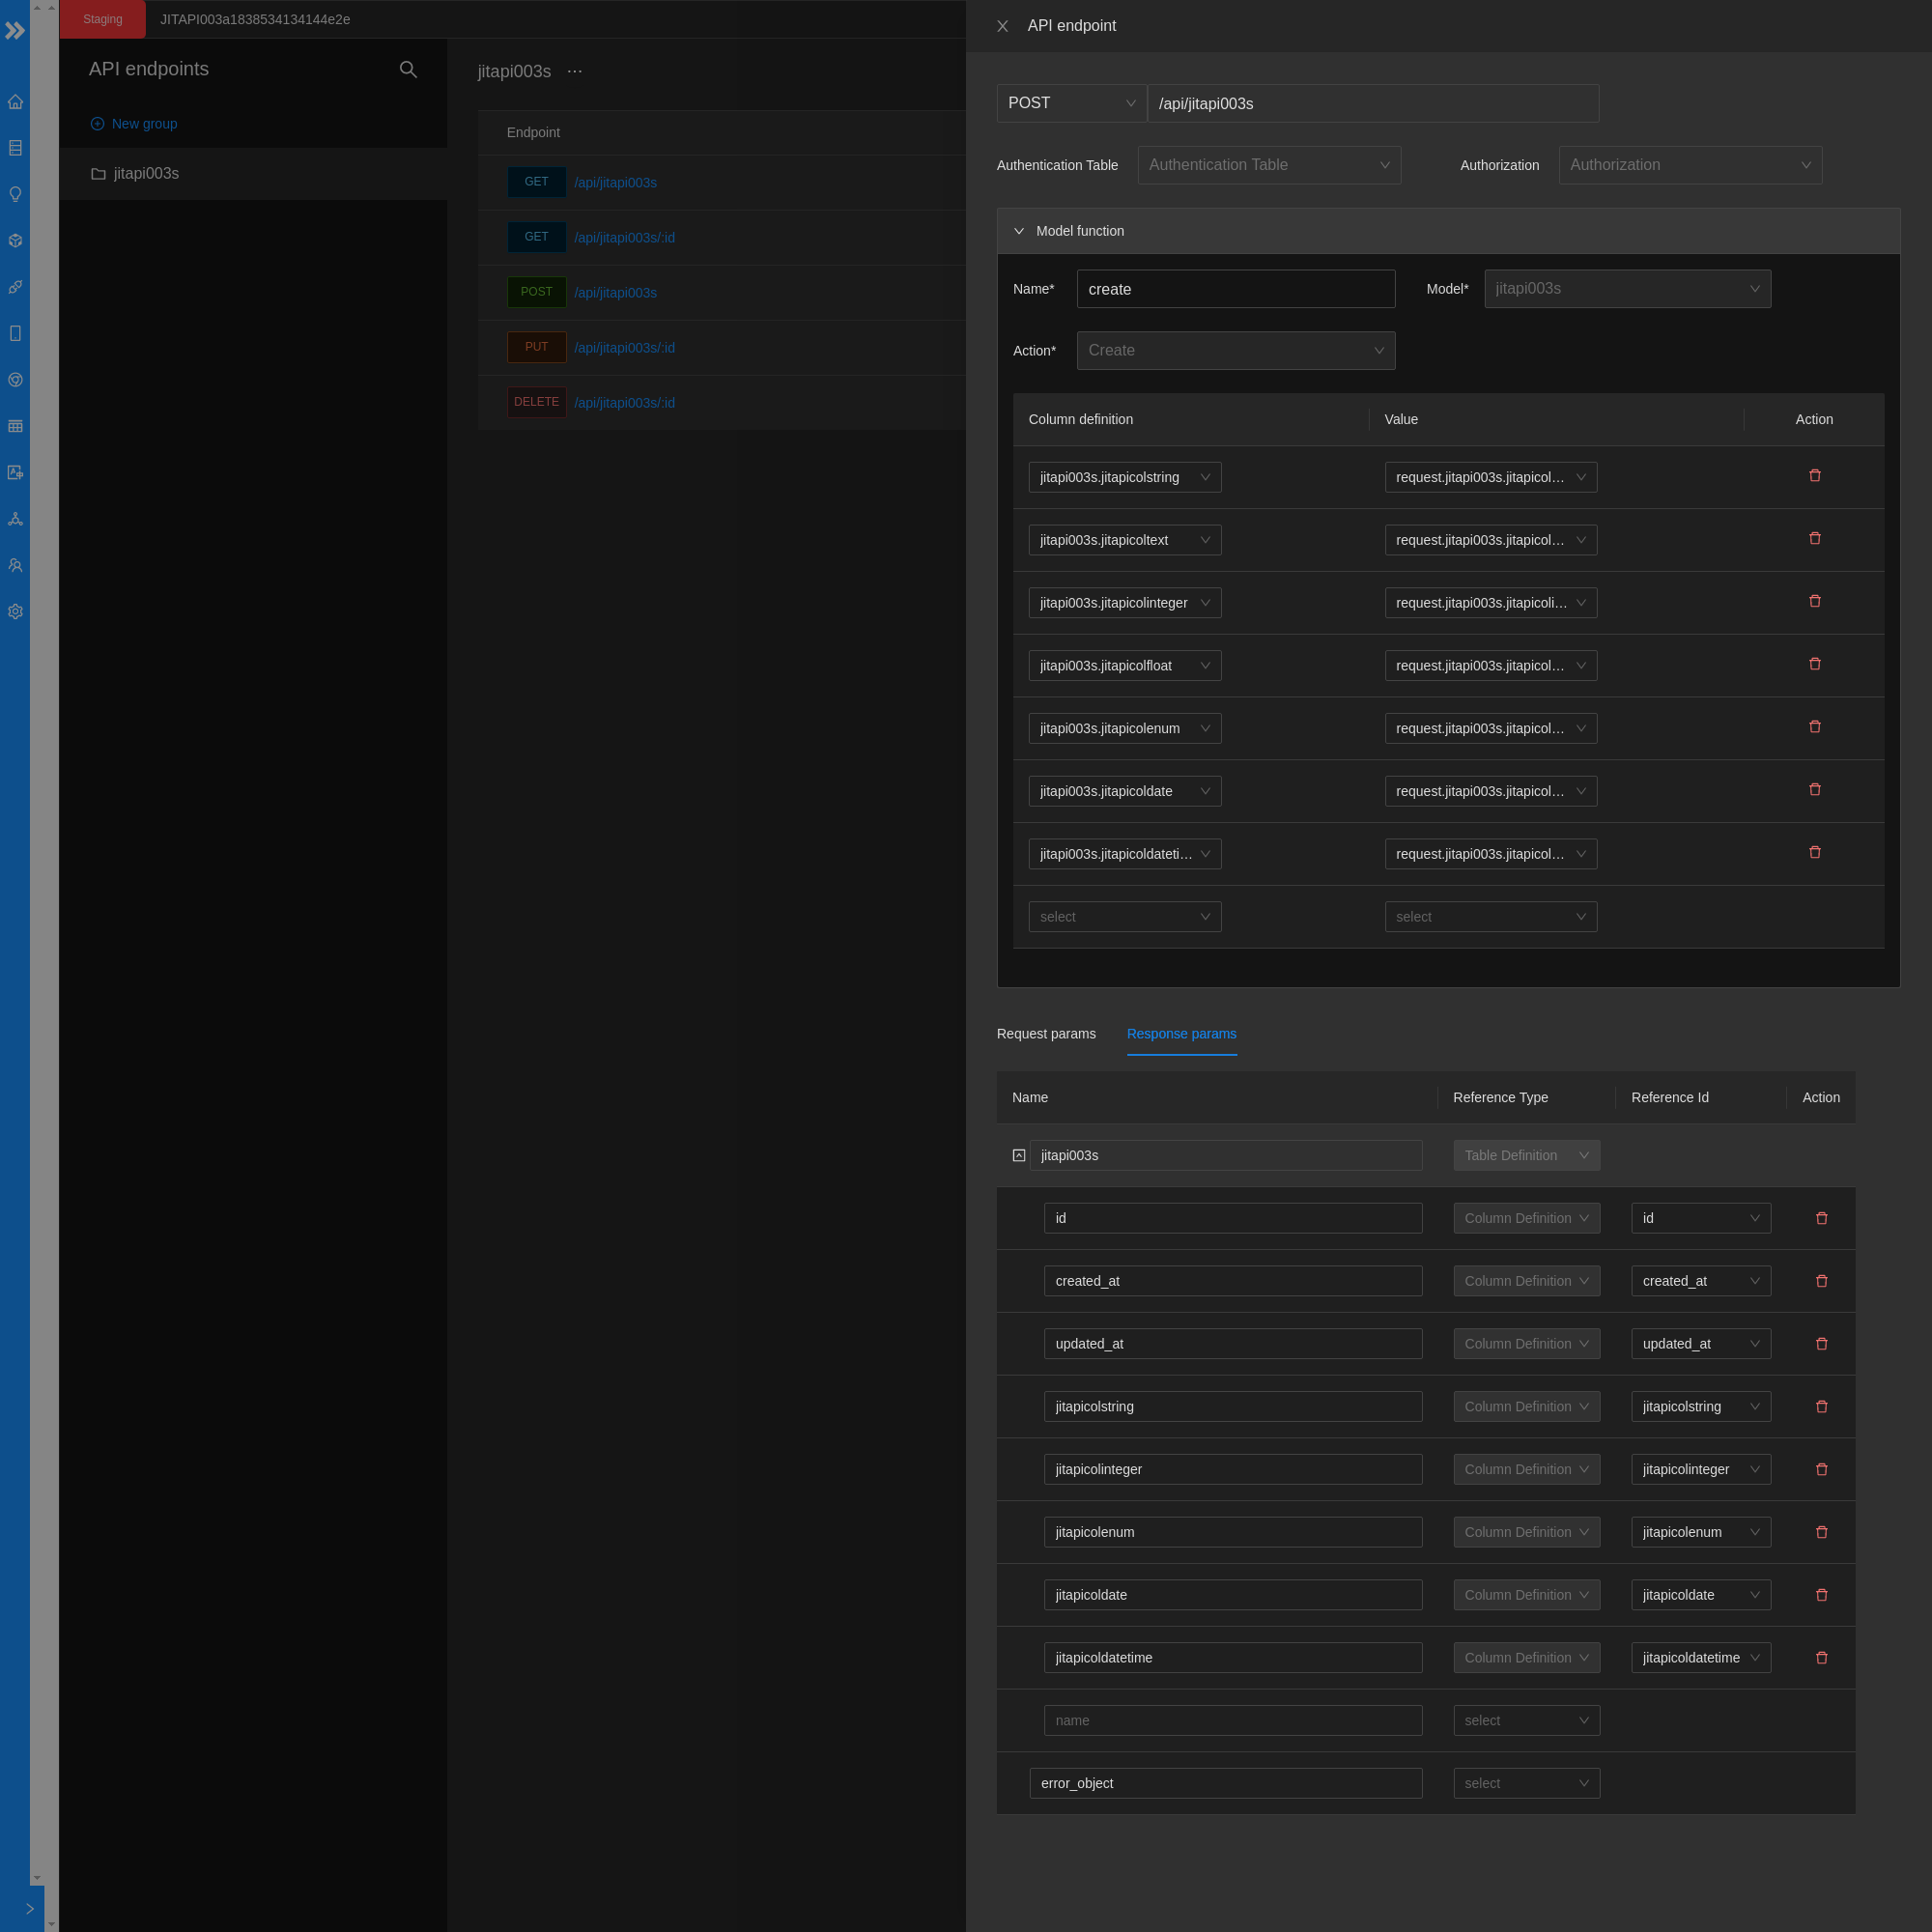 Staging
JITAPI003a1838534134144e2e
API endpoints
New group
jitapi003s
jitapi003s ...
Endpoint
GET /api/jitapi003s
GET /api/jitapi003s/:id
POST /api/jitapi003s
PUT /api/jitapi003s/:id
DELETE /api/jitapi003s/:id
API endpoint
POST /api/jitapi003s
Authentication Table Authentication Table Authorization Authorization
Model function
Name* create Model* jitapi003s
Action* Create
Column definition Value Action
jitapi003s.jitapicolstring request.jitapi003s.jitapicol…
jitapi003s.jitapicoltext request.jitapi003s.jitapicol…
jitapi003s.jitapicolinteger request.jitapi003s.jitapicoli…
jitapi003s.jitapicolfloat request.jitapi003s.jitapicol…
jitapi003s.jitapicolenum request.jitapi003s.jitapicol…
jitapi003s.jitapicoldate request.jitapi003s.jitapicol…
jitapi003s.jitapicoldateti… request.jitapi003s.jitapicol…
select select
Request params Response params
Name Reference Type Reference Id Action
jitapi003s Table Definition
id Column Definition id
created_at Column Definition created_at
updated_at Column Definition updated_at
jitapicolstring Column Definition jitapicolstring
jitapicolinteger Column Definition jitapicolinteger
jitapicolenum Column Definition jitapicolenum
jitapicoldate Column Definition jitapicoldate
jitapicoldatetime Column Definition jitapicoldatetime
name select
error_object select